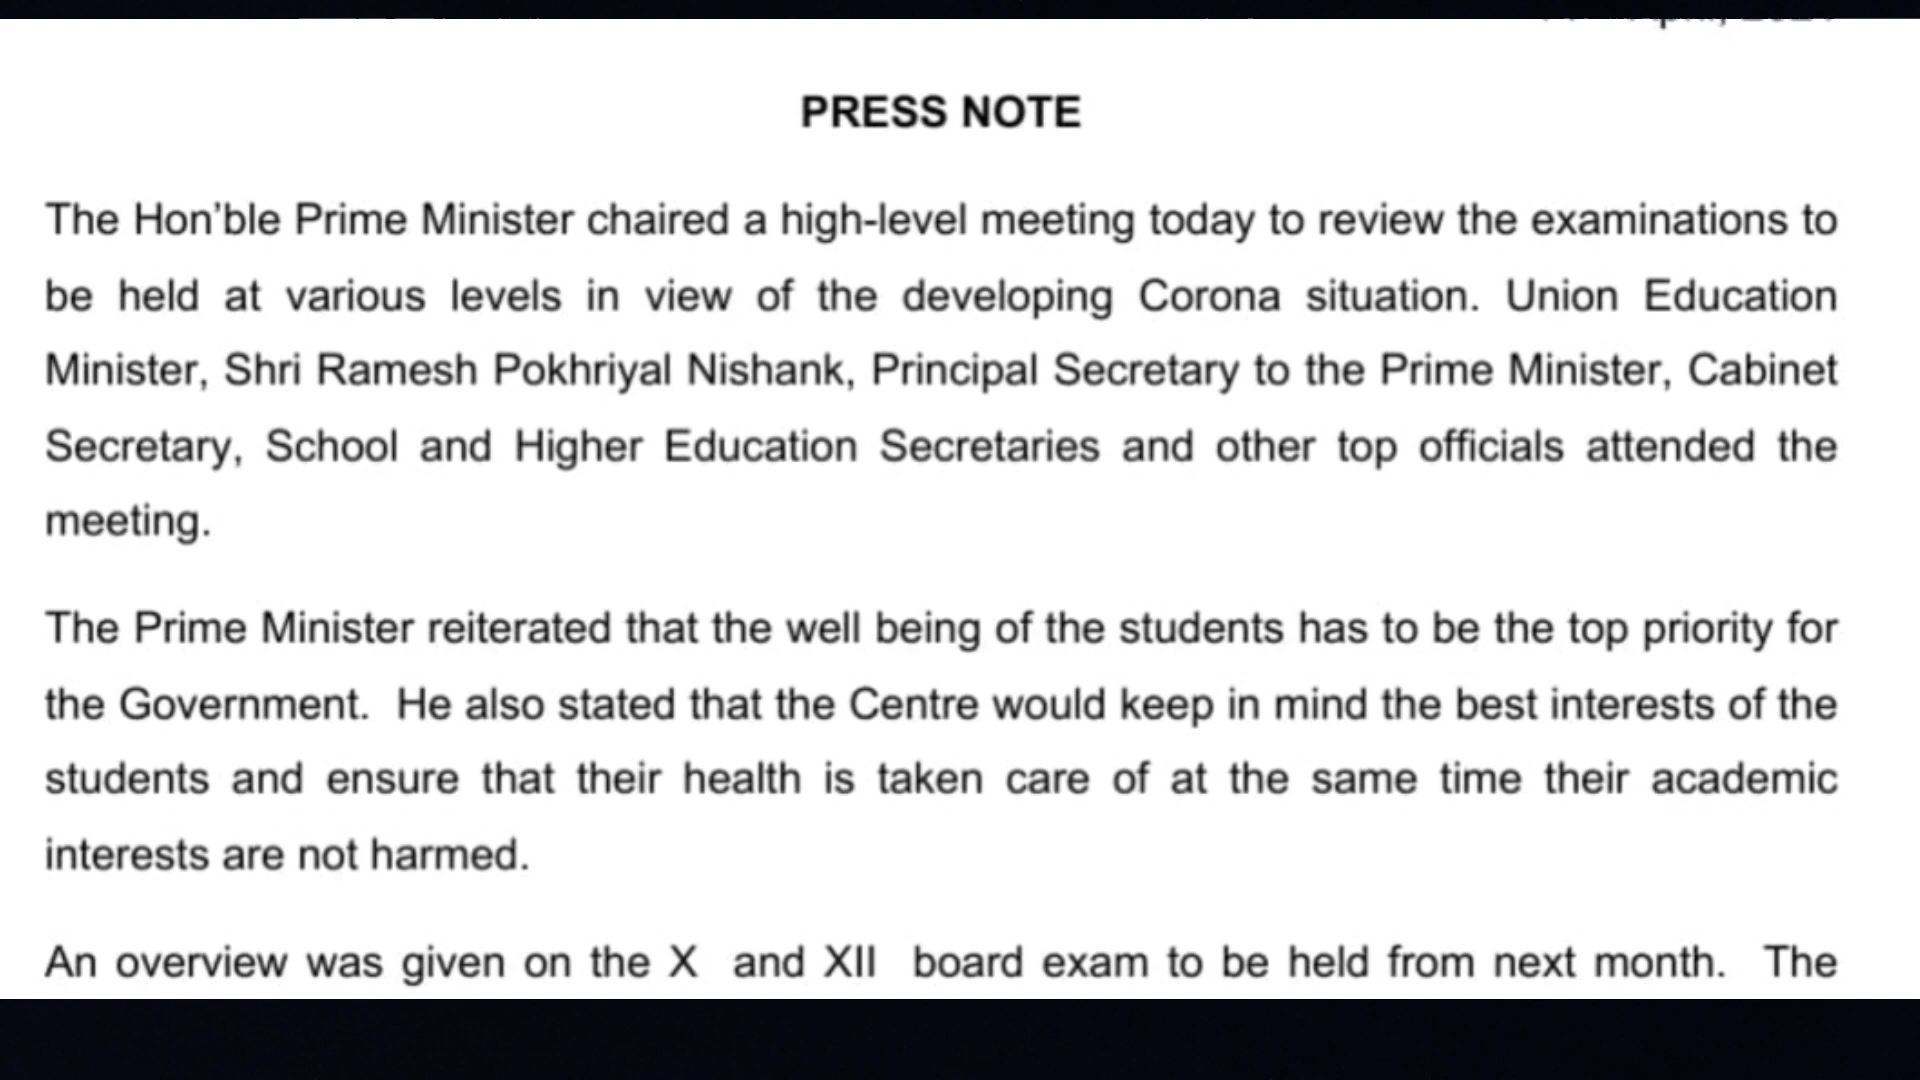 PRESS NOTE
The Hon'ble Prime Minister chaired a high-level meeting today to review the examinations to
be held at various levels in view of the developing Corona situation. Union Education
Minister, Shri Ramesh Pokhriyal Nishank, Principal Secretary to the Prime Minister, Cabinet
Secretary, School and Higher Education Secretaries and other top officials attended the
meeting.
The Prime Minister reiterated that the well being of the students has to be the top priority for
the Government.  He also stated that the Centre would keep in mind the best interests of the
students and ensure that their health is taken care of at the same time their academic
interests are not harmed.
An overview was given on the X  and XII  board exam to be held from next month.  The